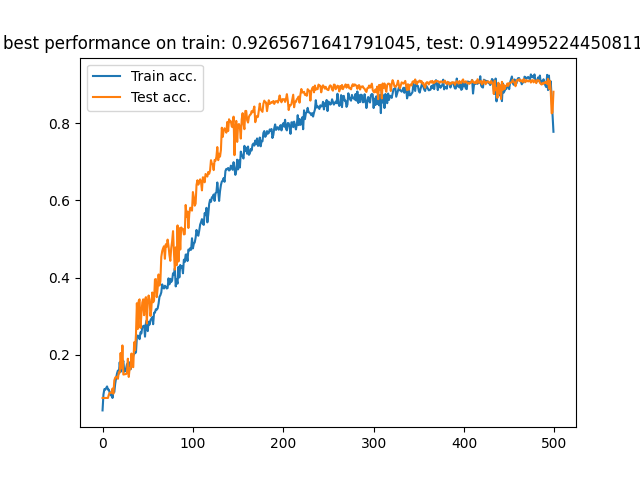 best performance on train: 0.9265671641791045, test: 0.914995224450811
Train acc.
Test acc.
0.8
0.6
0.4
0.2
0 100 200 300 400 500